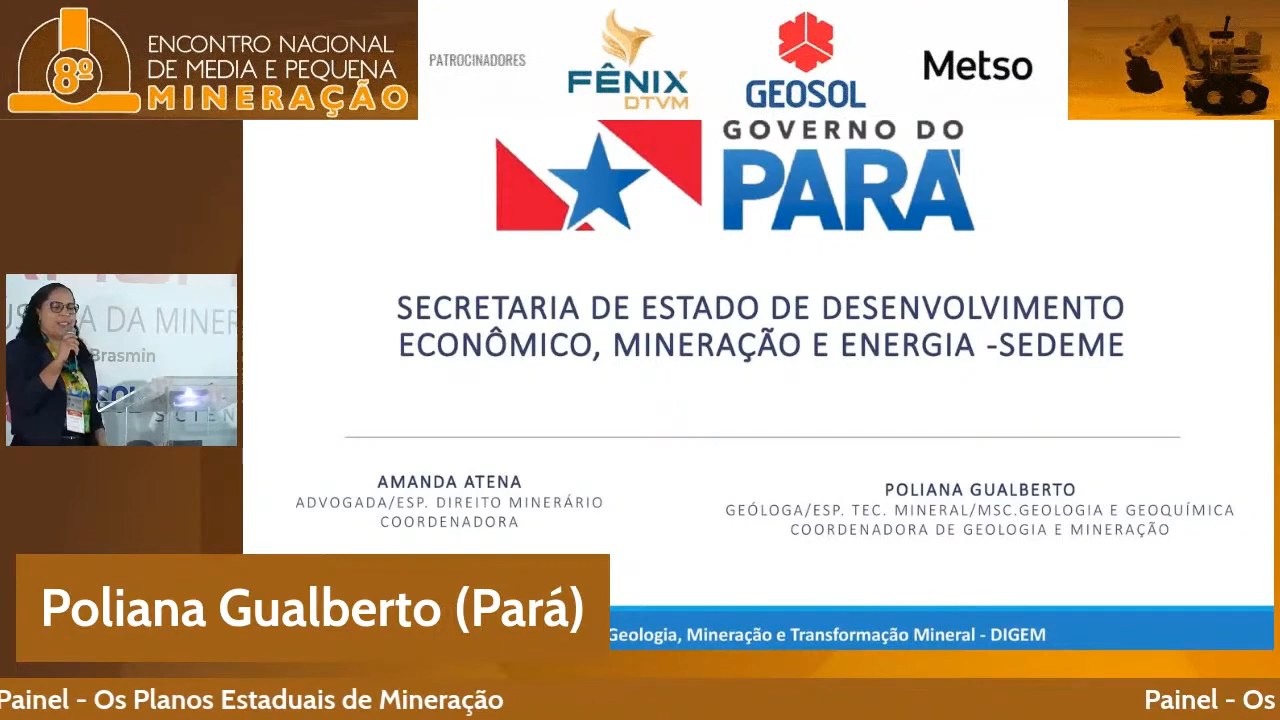 8º
ENCONTRO NACIONAL
DE MEDIA E PEQUENA
MINERAÇÃO
PATROCINADORES
FÊNIX
DTVM
GEOSOL
Metso
GOVERNO DO
PARÁ
SECRETARIA DE ESTADO DE DESENVOLVIMENTO
ECONÔMICO, MINERAÇÃO E ENERGIA -SEDEME
A DA MINER
Brasmin
AMANDA ATENA
ADVOGADA/ESP. DIREITO MINERÁRIO
COORDENADORA
POLIANA GUALBERTO
GEÓLOGA/ESP. TEC. MINERAL/MSC.GEOLOGIA E GEOQUÍMICA
COORDENADORA DE GEOLOGIA E MINERAÇÃO
Poliana Gualberto (Pará)
Geologia, Mineração e Transformação Mineral - DIGEM
Painel - Os Planos Estaduais de Mineração
Painel - Os